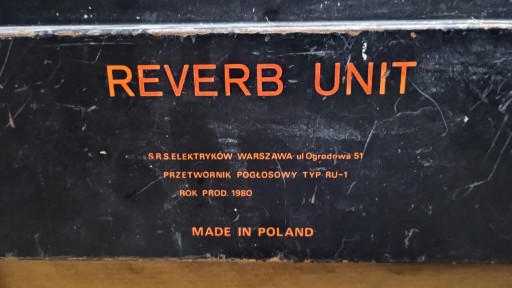 REVERB UNIT
S.R.S. ELEKTRYKÓW WARSZAWA ul Ogrodowa 51
PRZETWORNIK POGŁOSOWY TYP RU-1
ROK PROD. 1980
MADE IN POLAND